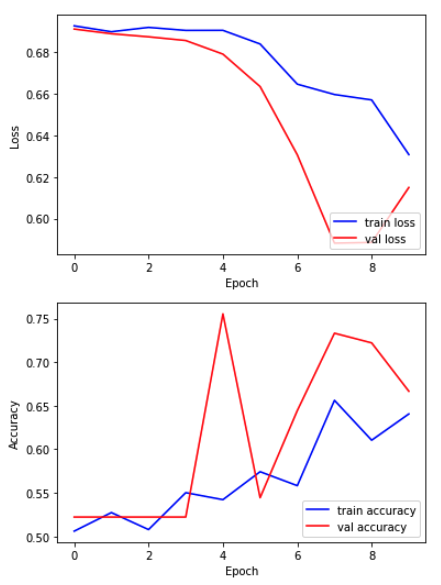 0.68
0.66
0.64
0.62
0.60
Loss
train loss
val loss
0 2 4 6 8
Epoch
0.75
0.70
0.65
0.60
0.55
0.50
Accuracy
train accuracy
val accuracy
0 2 4 6 8
Epoch